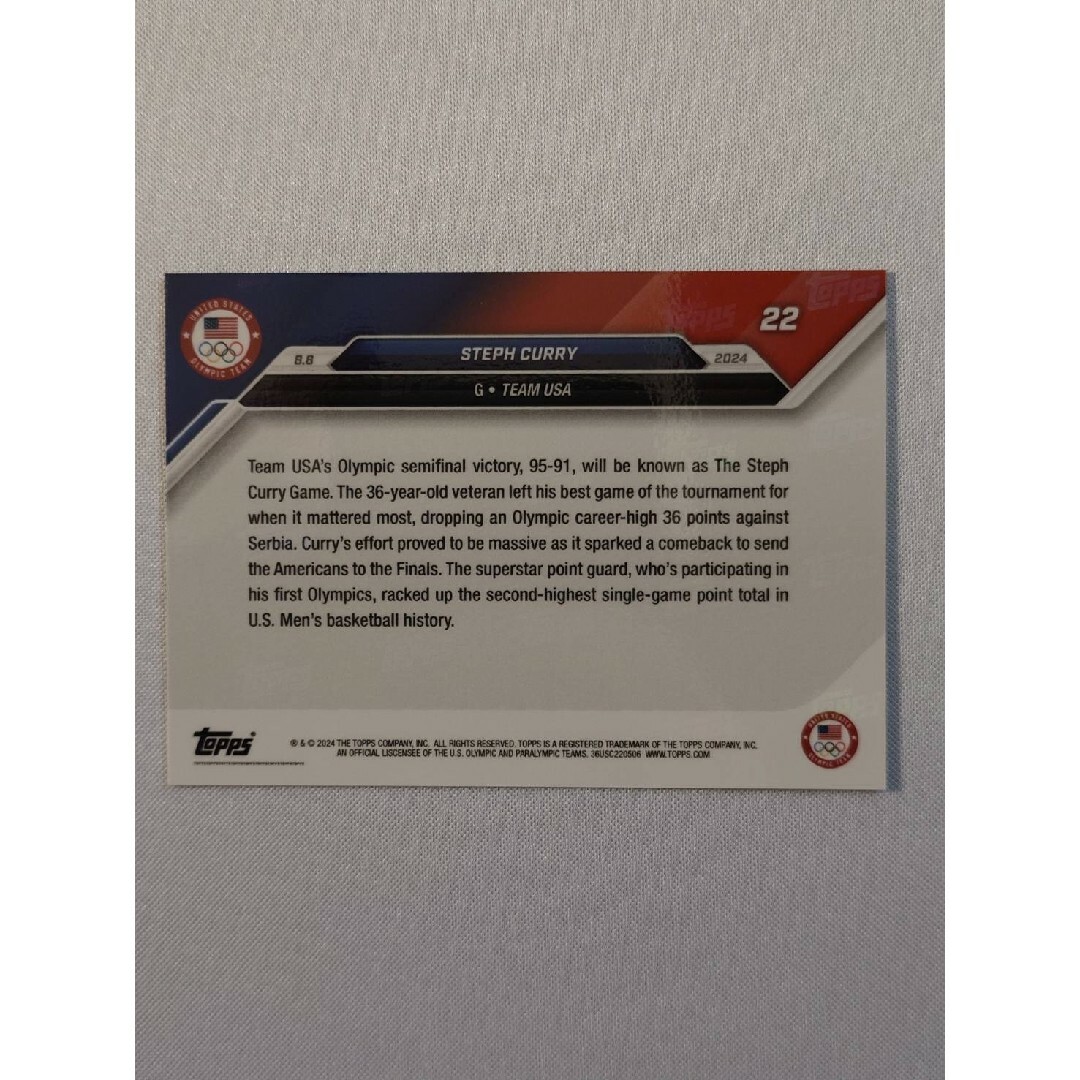 UNITED STATES
OLYMPIC TEAM
22
8.8
STEPH CURRY
2024
G • TEAM USA
Team USA's Olympic semifinal victory, 95-91, will be known as The Steph
Curry Game. The 36-year-old veteran left his best game of the tournament for
when it mattered most, dropping an Olympic career-high 36 points against
Serbia. Curry's effort proved to be massive as it sparked a comeback to send
the Americans to the Finals. The superstar point guard, who's participating in
his first Olympics, racked up the second-highest single-game point total in
U.S. Men's basketball history.
Topps
® & © 2024 THE TOPPS COMPANY, INC. ALL RIGHTS RESERVED. TOPPS IS A REGISTERED TRADEMARK OF THE TOPPS COMPANY, INC.
AN OFFICIAL LICENSEE OF THE U.S. OLYMPIC AND PARALYMPIC TEAMS. 36USC220506 WWW.TOPPS.COM
UNITED STATES
OLYMPIC TEAM